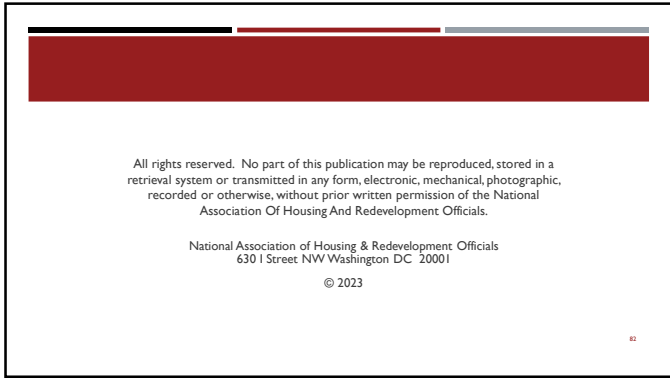 All rights reserved.  No part of this publication may be reproduced, stored in a
retrieval system or transmitted in any form, electronic, mechanical, photographic,
recorded or otherwise, without prior written permission of the National
Association Of Housing And Redevelopment Officials.
National Association of Housing & Redevelopment Officials
630 I Street NW Washington DC  20001
© 2023
82